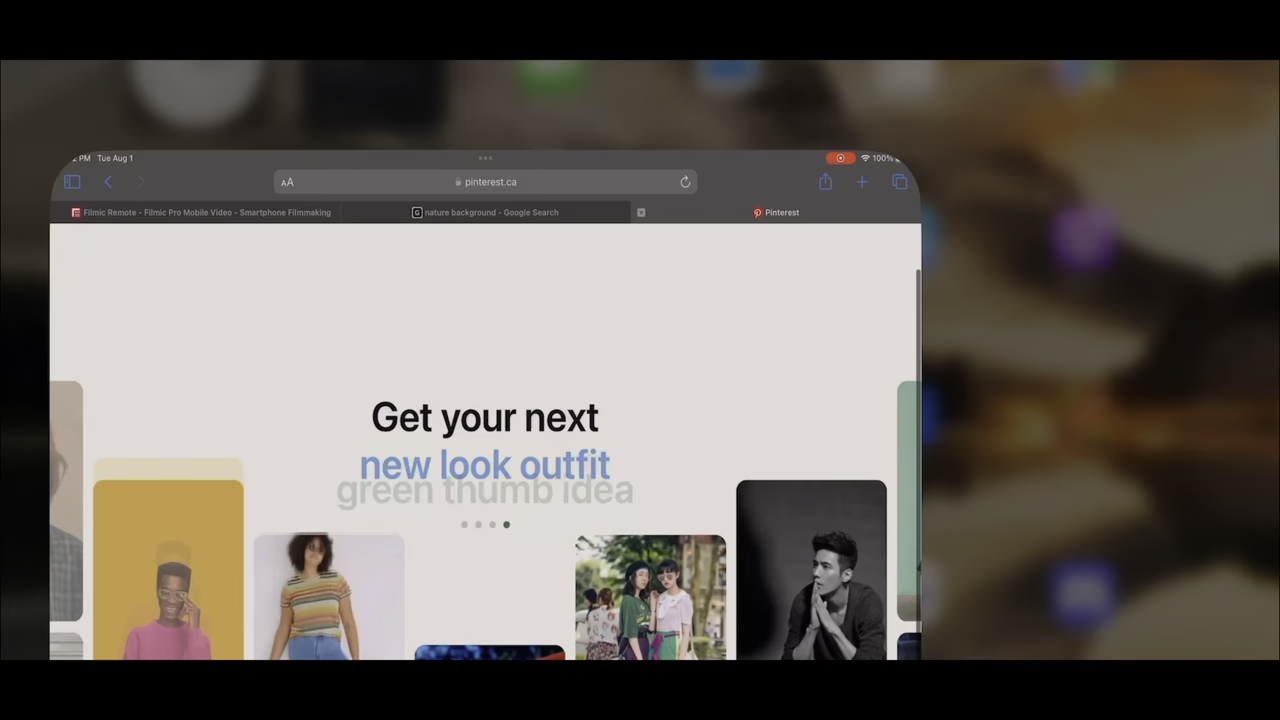 PM Tue Aug 1
100%
AA
pinterest.ca
Filmic Remote - Filmic Pro Mobile Video - Smartphone Filmmaking
G nature background - Google Search
Pinterest
Get your next
new look outfit
green thumb idea